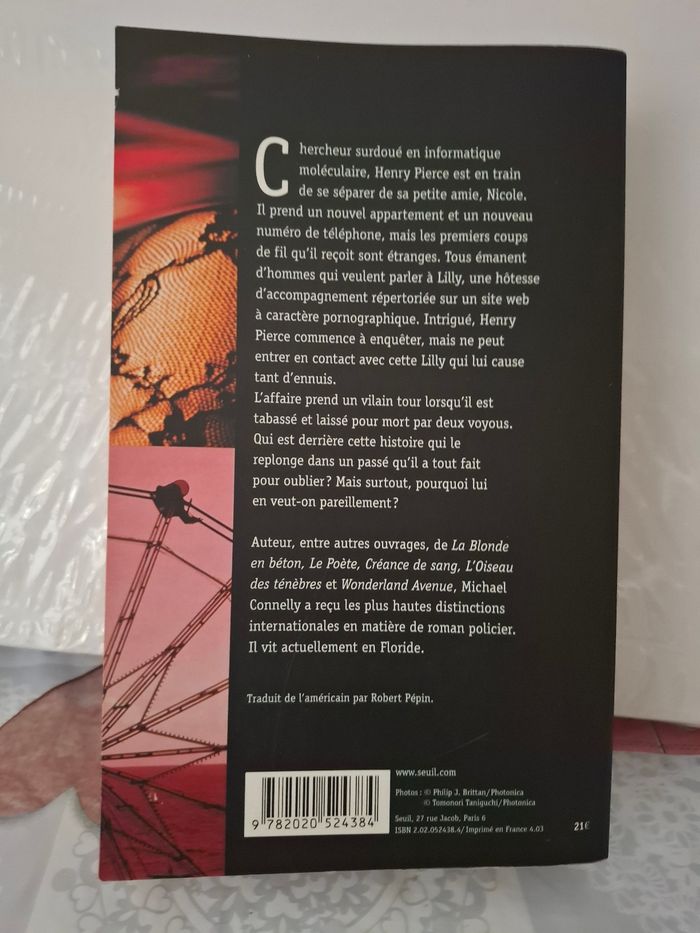 Chercheur surdoué en informatique
moléculaire, Henry Pierce est en train
de se séparer de sa petite amie, Nicole.
Il prend un nouvel appartement et un nouveau
numéro de téléphone, mais les premiers coups
de fil qu'il reçoit sont étranges. Tous émanent
d'hommes qui veulent parler à Lilly, une hôtesse
d'accompagnement répertoriée sur un site web
à caractère pornographique. Intrigué, Henry
Pierce commence à enquêter, mais ne peut
entrer en contact avec cette Lilly qui lui cause
tant d'ennuis.
L'affaire prend un vilain tour lorsqu'il est
tabassé et laissé pour mort par deux voyous.
Qui est derrière cette histoire qui le
replonge dans un passé qu'il a tout fait
pour oublier? Mais surtout, pourquoi lui
en veut-on pareillement?
Auteur, entre autres ouvrages, de La Blonde
en béton, Le Poète, Créance de sang, L'Oiseau
des ténèbres et Wonderland Avenue, Michael
Connelly a reçu les plus hautes distinctions
internationales en matière de roman policier.
Il vit actuellement en Floride.
Traduit de l'américain par Robert Pépin.
www.seuil.com
Photos : © Philip J. Brittan/Photonica
© Tomonori Taniguchi/Photonica
Seuil, 27 rue Jacob, Paris 6
ISBN 2.02.052438.4/Imprimé en France 4.03
21€
9 782020 524384